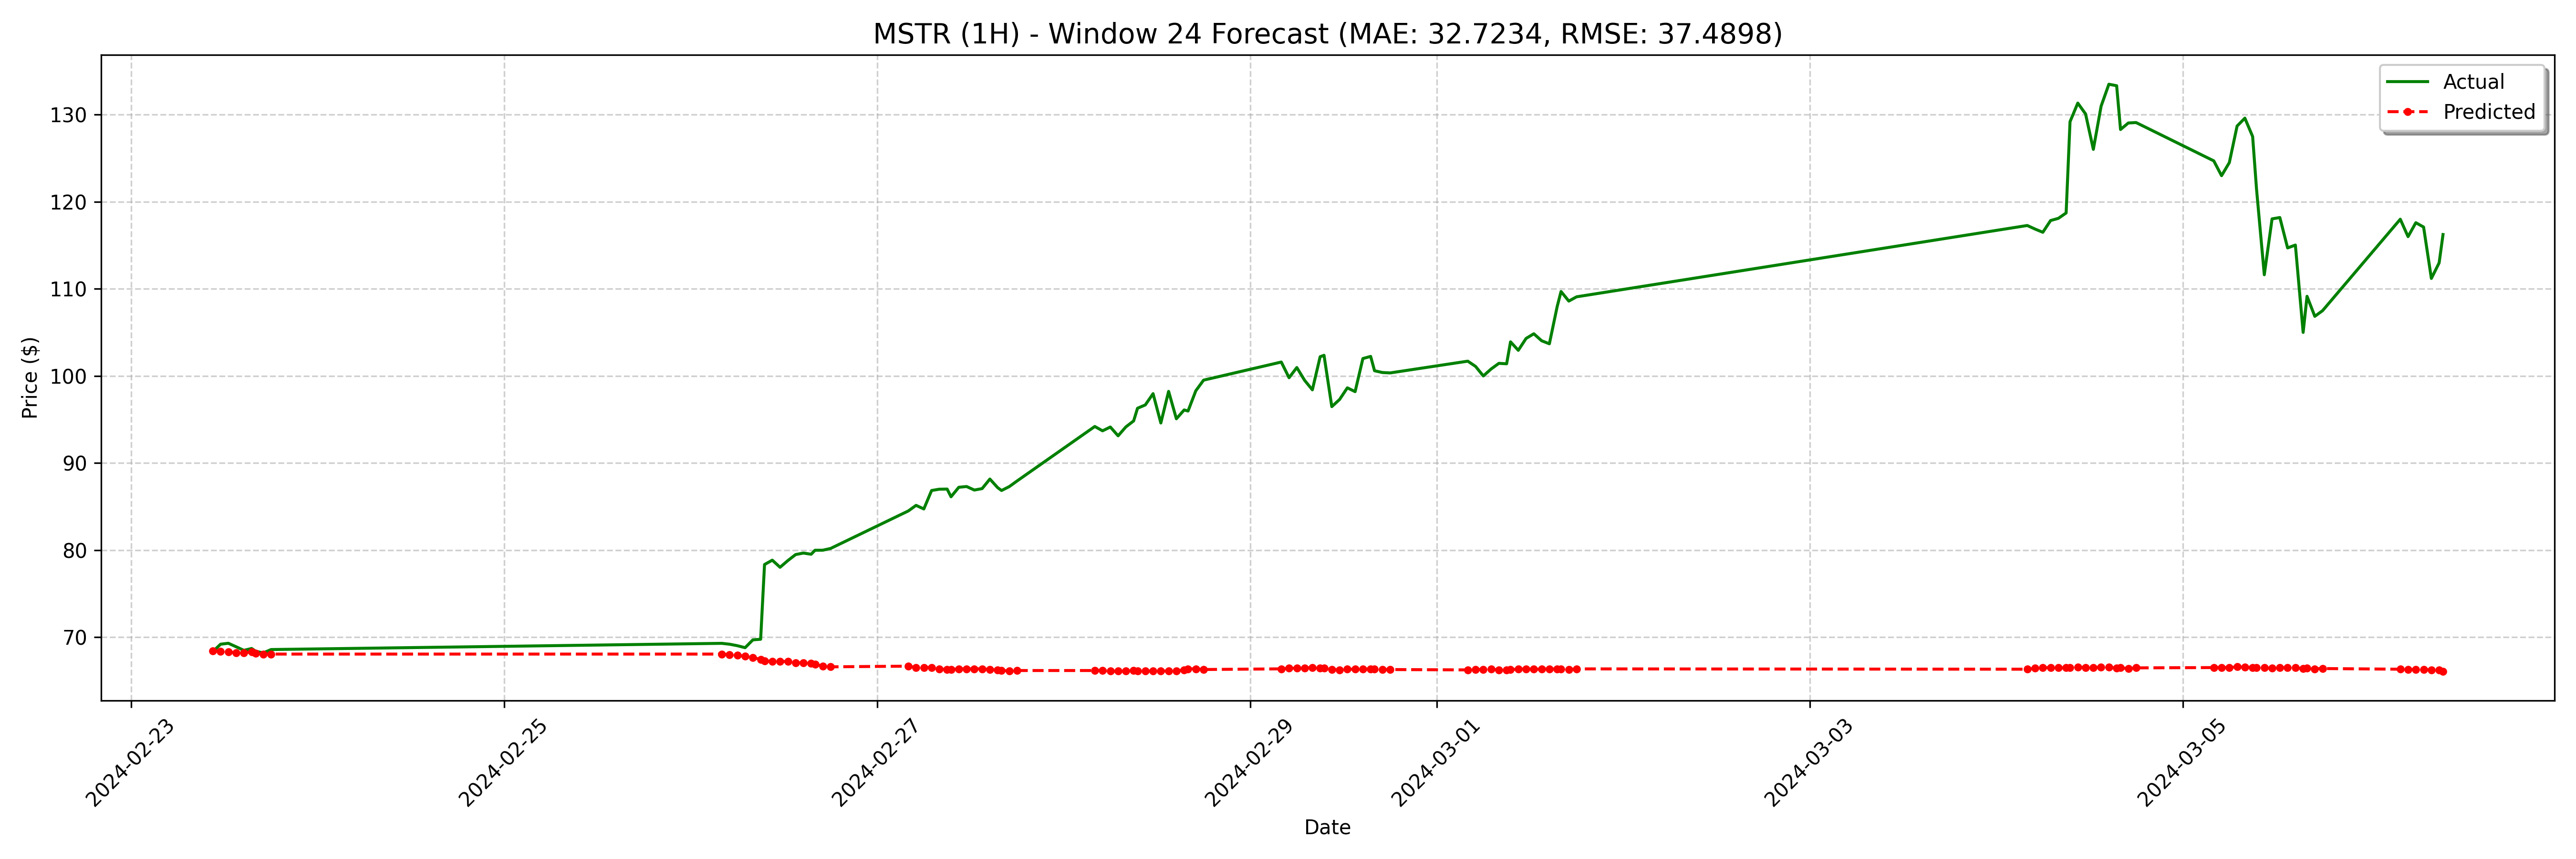 MSTR (1H) - Window 24 Forecast (MAE: 32.7234, RMSE: 37.4898)
Actual
Predicted
Price ($)
130
120
110
100
90
80
70
2024-02-23
2024-02-25
2024-02-27
2024-02-29
2024-03-01
2024-03-03
2024-03-05
Date